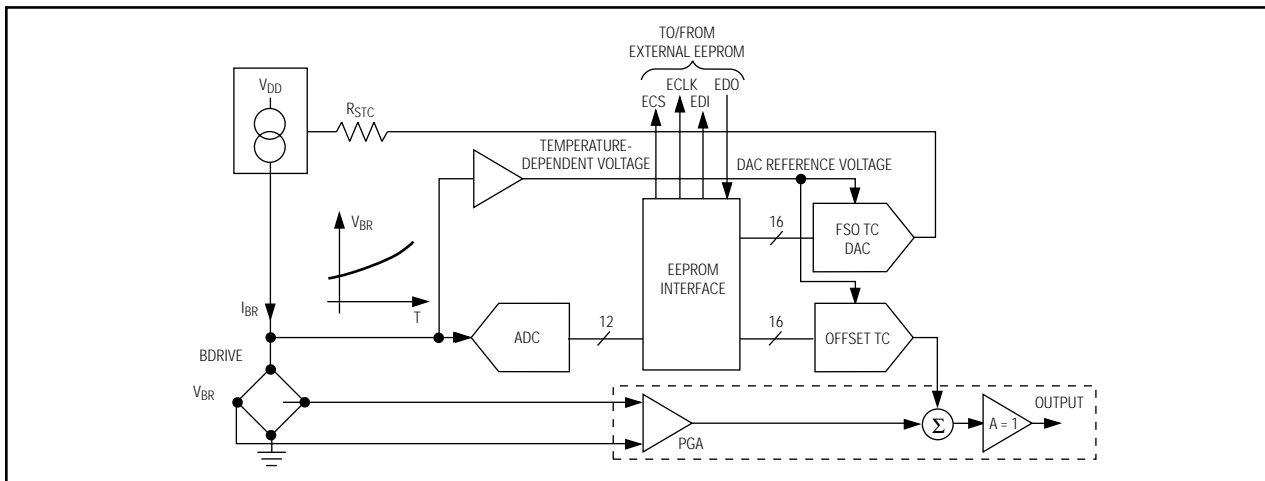 TO/FROM
EXTERNAL EEPROM
ECLK
EDO
ECS
EDI
VDD
RSTC
TEMPERATURE-
DEPENDENT VOLTAGE
DAC REFERENCE VOLTAGE
VBR
T
16
FSO TC
DAC
EEPROM
INTERFACE
IBR
ADC
12
16
OFFSET TC
BDRIVE
VBR
PGA
Σ
A = 1
OUTPUT